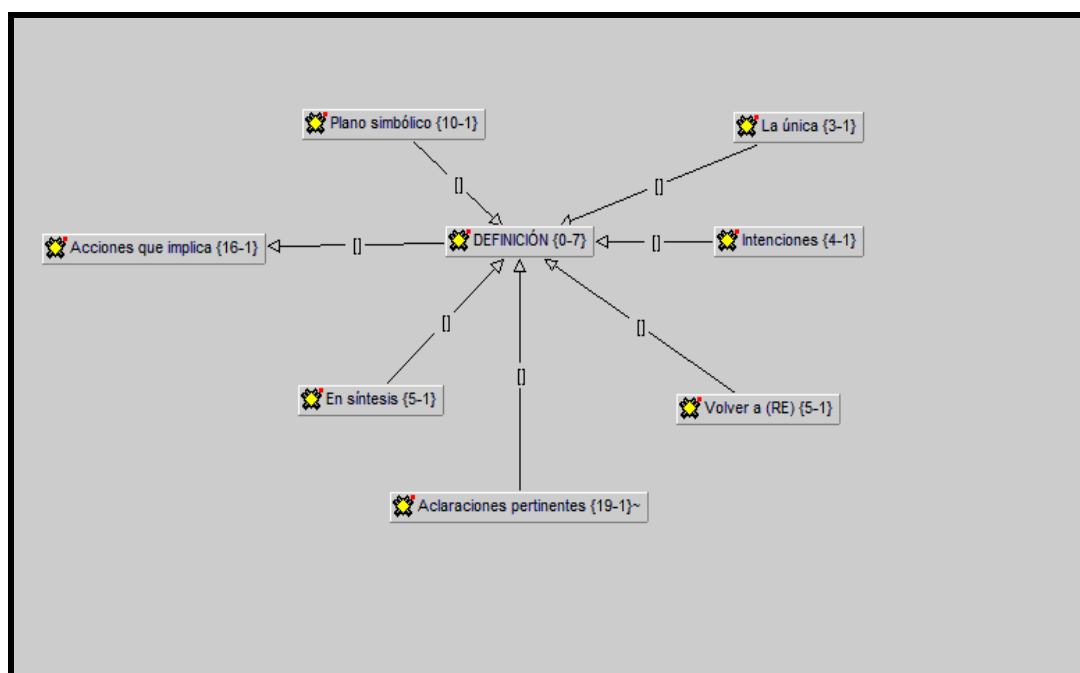 Plano simbólico {10-1}
La única {3-1}
[]
[]
Acciones que implica {16-1}
[]
DEFINICIÓN {0-7}
[]
Intenciones {4-1}
[]
[]
[]
En síntesis {5-1}
Volver a (RE) {5-1}
Aclaraciones pertinentes {19-1}~